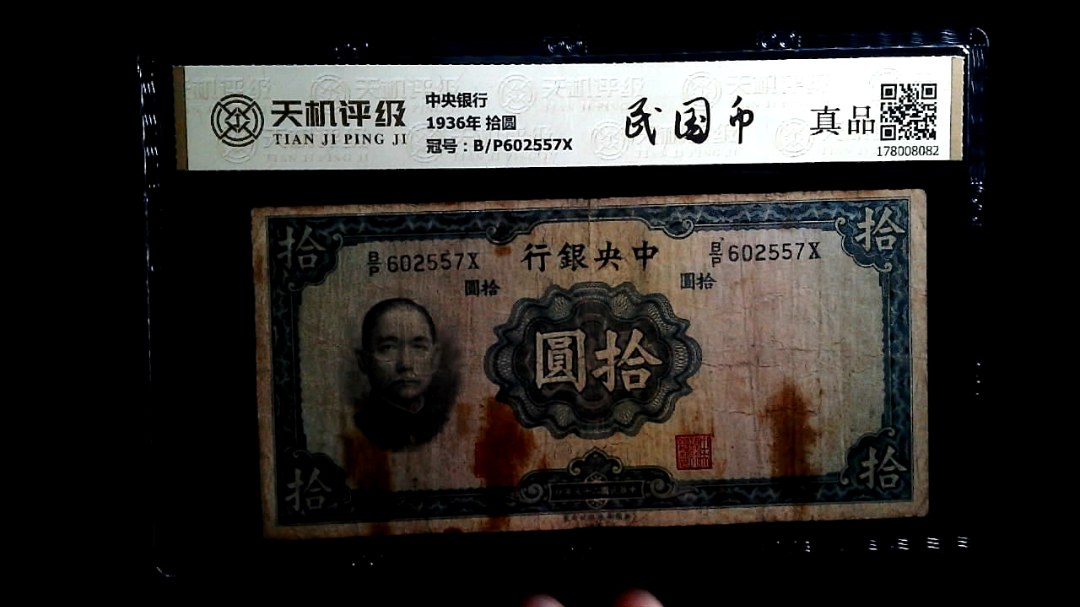 天机评级
TIAN JI PING JI
中央银行
1936年 拾圆
冠号：B/P602557X
民国币
真品
178008082
拾
拾
B/P 602557X
行銀央中
B/P 602557X
圓拾
圓拾
圓拾
拾
拾